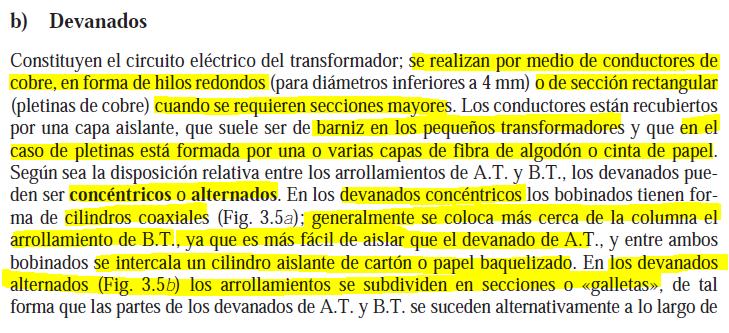 b) Devanados
Constituyen el circuito eléctrico del transformador; se realizan por medio de conductores de
cobre, en forma de hilos redondos (para diámetros inferiores a 4 mm) o de sección rectangular
(pletinas de cobre) cuando se requieren secciones mayores. Los conductores están recubiertos
por una capa aislante, que suele ser de barniz en los pequeños transformadores y que en el
caso de pletinas está formada por una o varias capas de fibra de algodón o cinta de papel.
Según sea la disposición relativa entre los arrollamientos de A.T. y B.T., los devanados pue-
den ser concéntricos o alternados. En los devanados concéntricos los bobinados tienen for-
ma de cilindros coaxiales (Fig. 3.5a); generalmente se coloca más cerca de la columna el
arrollamiento de B.T., ya que es más fácil de aislar que el devanado de A.T., y entre ambos
bobinados se intercala un cilindro aislante de cartón o papel baquelizado. En los devanados
alternados (Fig. 3.5b) los arrollamientos se subdividen en secciones o «galletas», de tal
forma que las partes de los devanados de A.T. y B.T. se suceden alternativamente a lo largo de